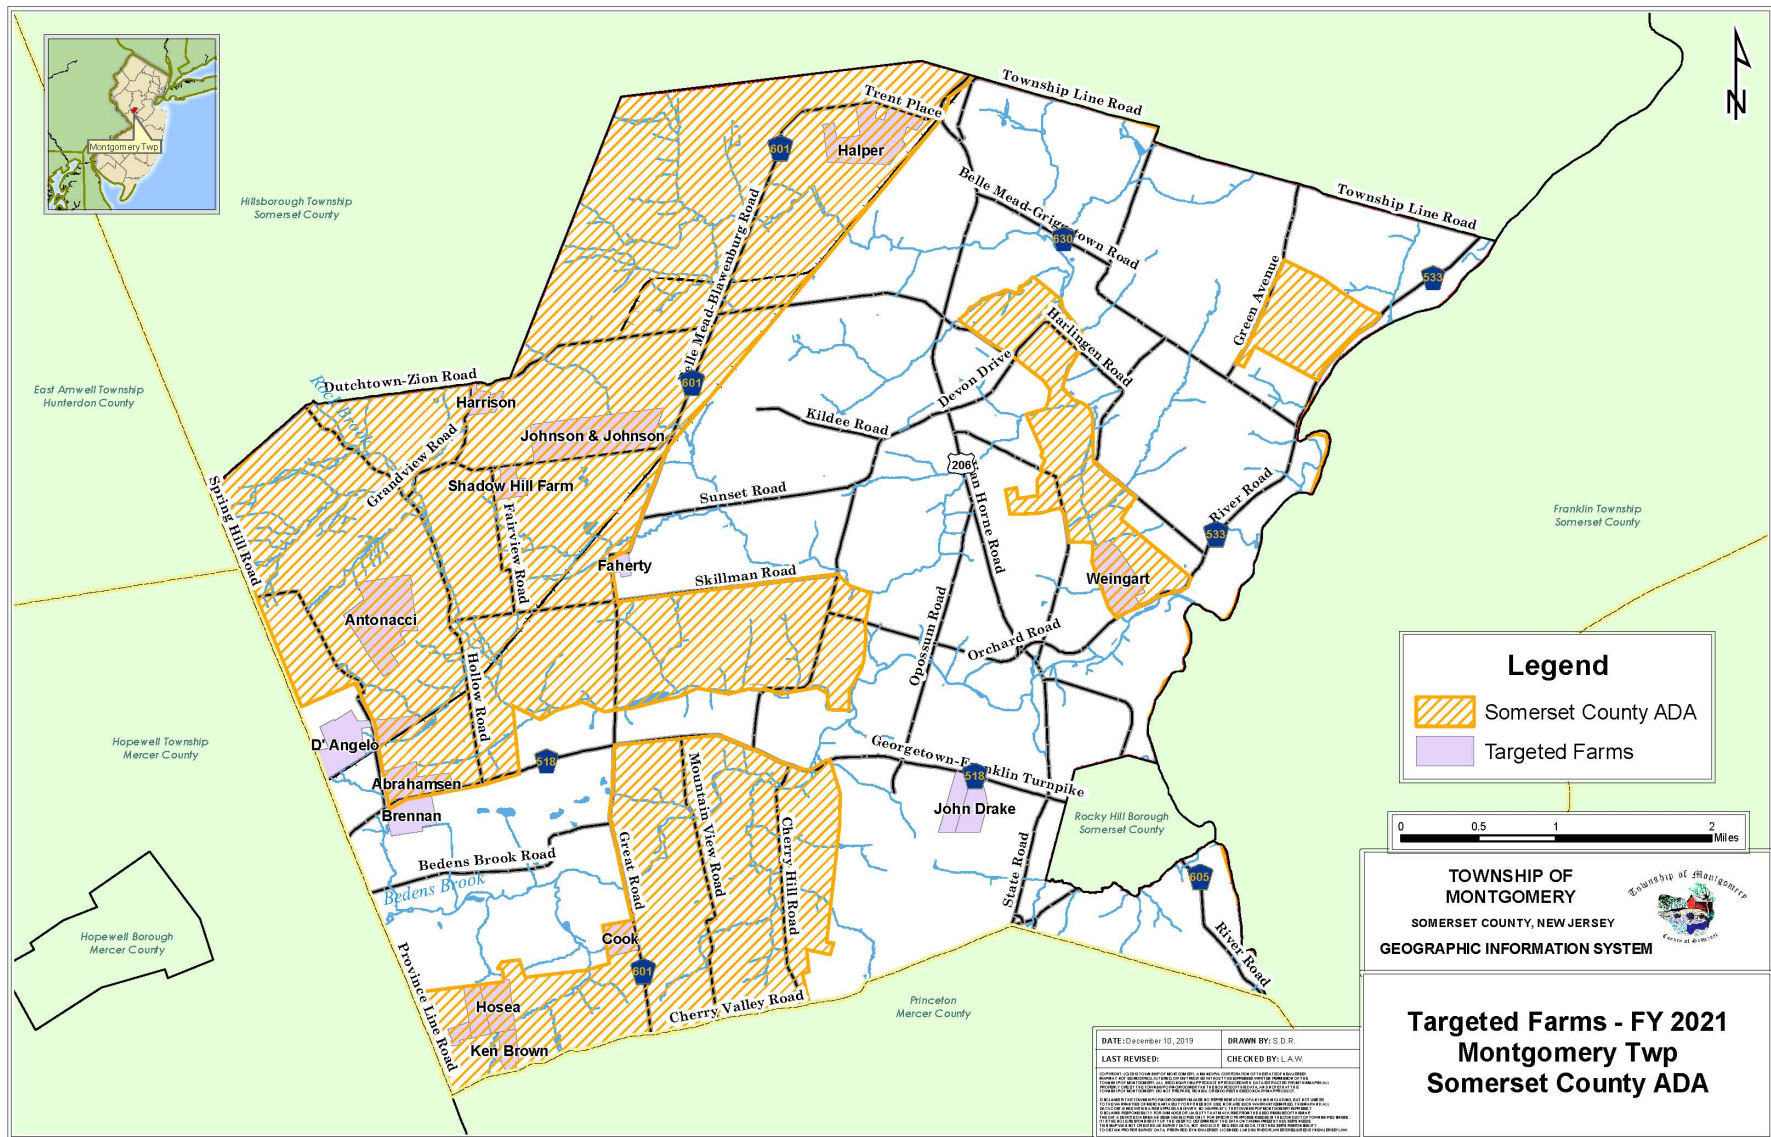 Montgomery Twp
Hillsborough Township
Somerset County
East Amwell Township
Hunterdon County
Hopewell Township
Mercer County
Hopewell Borough
Mercer County
Franklin Township
Somerset County
Rocky Hill Borough
Somerset County
Princeton
Mercer County
Township Line Road
Trent Place
601
Halper
Belle Mead-Griggstown Road
630
Township Line Road
533
Green Avenue
Belle Mead-Blawenburg Road
601
Harlingen Road
Devon Drive
Kildee Road
Dutchtown-Zion Road
Rock Brook
Harrison
Johnson & Johnson
Grandview Road
Shadow Hill Farm
Fairview Road
Spring Hill Road
Sunset Road
206
Van Horne Road
River Road
533
Faherty
Skillman Road
Weingart
Antonacci
Hollow Road
Opossum Road
Orchard Road
D' Angelo
Abrahamsen
Brennan
518
Georgetown-Franklin Turnpike
518
John Drake
Mountain View Road
Cherry Hill Road
Great Road
State Road
Bedens Brook Road
Bedens Brook
605
River Road
Cook
601
Province Line Road
Hosea
Ken Brown
Cherry Valley Road
N
Legend
Somerset County ADA
Targeted Farms
0 0.5 1 2
Miles
TOWNSHIP OF
MONTGOMERY
SOMERSET COUNTY, NEW JERSEY
GEOGRAPHIC INFORMATION SYSTEM
Township of Montgomery
County of Somerset
Targeted Farms - FY 2021
Montgomery Twp
Somerset County ADA
DATE: December 10, 2019
DRAWN BY: S.D.R.
LAST REVISED:
CHECKED BY: L.A.W.